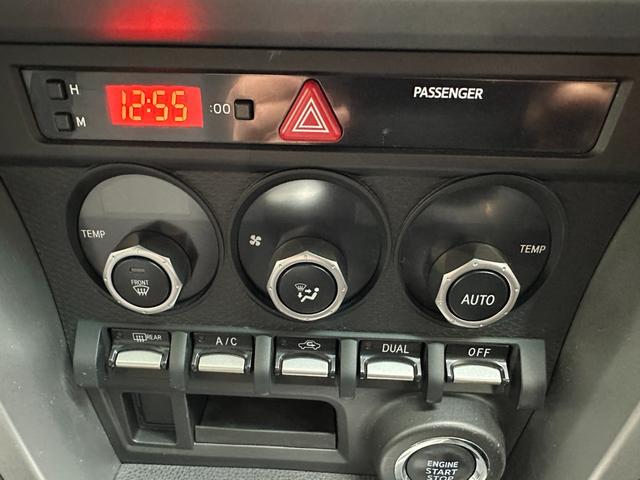 H
12:55
:00
PASSENGER
M
TEMP
TEMP
FRONT
AUTO
REAR
A/C
DUAL
OFF
ENGINE
START
STOP